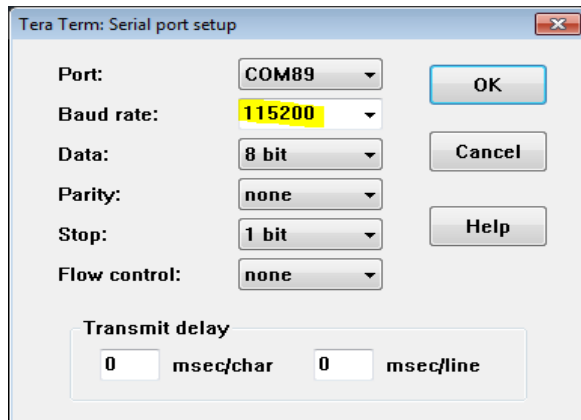 Tera Term: Serial port setup
Port: COM89 OK
Baud rate: 115200
Data: 8 bit Cancel
Parity: none
Stop: 1 bit Help
Flow control: none
Transmit delay
0 msec/char 0 msec/line